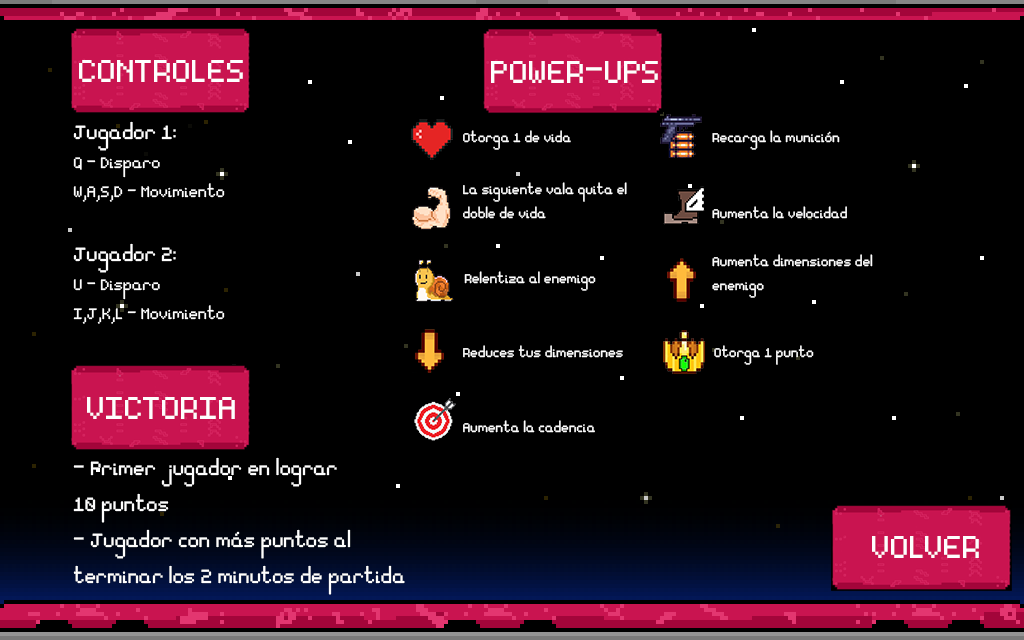 CONTROLES
Jugador 1:
Q - Disparo
W,A,S,D - Movimiento
Jugador 2:
U - Disparo
I,J,K,L - Movimiento
VICTORIA
- Primer jugador en lograr
10 puntos
- Jugador con más puntos al
terminar los 2 minutos de partida
POWER-UPS
Otorga 1 de vida
La siguiente vala quita el
doble de vida
Relentiza al enemigo
Reduces tus dimensiones
Aumenta la cadencia
Recarga la munición
Aumenta la velocidad
Aumenta dimensiones del
enemigo
Otorga 1 punto
VOLVER